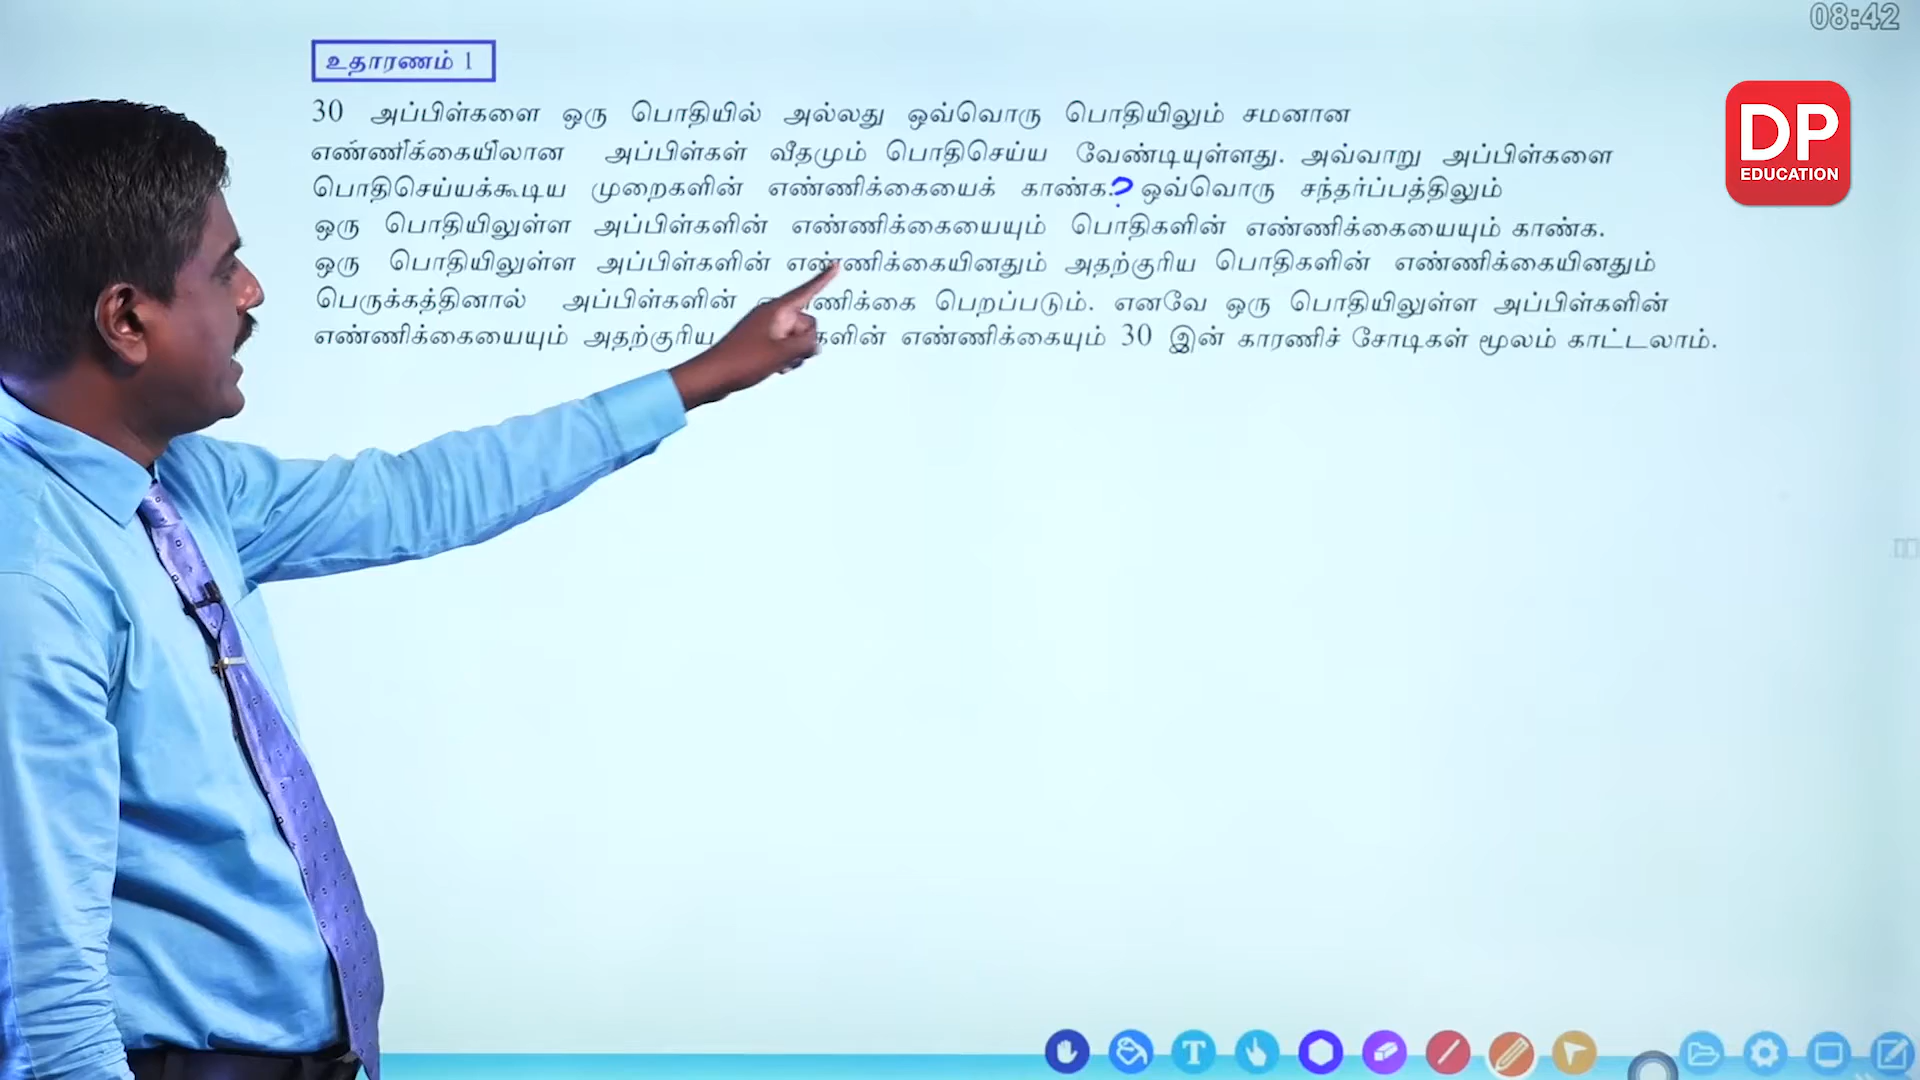 08:42
உதாரணம் 1
DP
EDUCATION
30 அப்பிள்களை ஒரு பொதியில் அல்லது ஒவ்வொரு பொதியிலும் சமனான
எண்ணிக்கையிலான அப்பிள்கள் வீதமும் பொதிசெய்ய வேண்டியுள்ளது. அவ்வாறு அப்பிள்களை
பொதிசெய்யக்கூடிய முறைகளின் எண்ணிக்கையைக் காண்க.? ஒவ்வொரு சந்தர்ப்பத்திலும்
ஒரு பொதியிலுள்ள அப்பிள்களின் எண்ணிக்கையையும் பொதிகளின் எண்ணிக்கையையும் காண்க.
ஒரு பொதியிலுள்ள அப்பிள்களின் எண்ணிக்கையினதும் அதற்குரிய பொதிகளின் எண்ணிக்கையினதும்
பெருக்கத்தினால் அப்பிள்களின் பெறப்படும். எனவே ஒரு பொதியிலுள்ள அப்பிள்களின்
எண்ணிக்கையையும் அதற்குரிய எண்ணிக்கையும் 30 இன் காரணிச் சோடிகள் மூலம் காட்டலாம்.
T